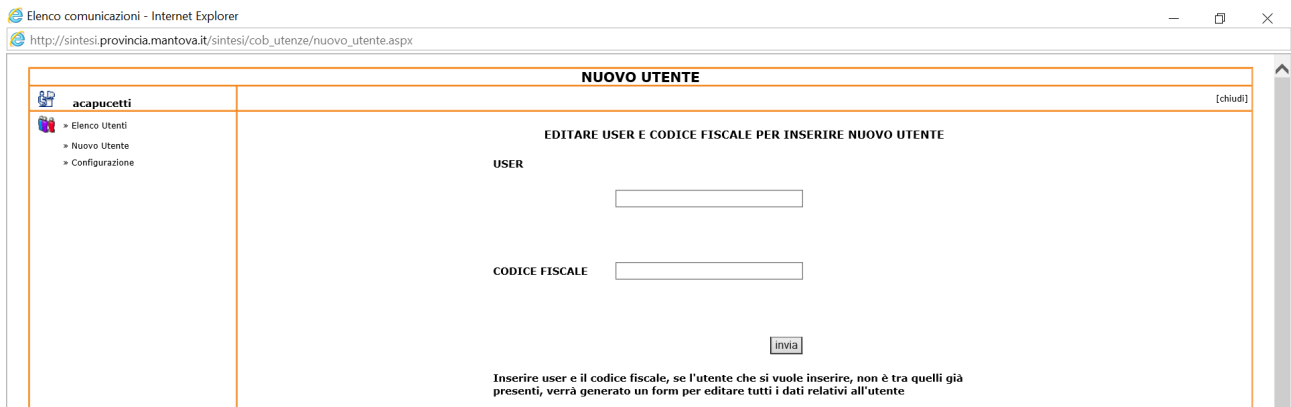 Elenco comunicazioni - Internet Explorer
http://sintesi.provincia.mantova.it/sintesi/cob_utenze/nuovo_utente.aspx
NUOVO UTENTE
acapucetti
[chiudi]
» Elenco Utenti
» Nuovo Utente
» Configurazione
EDITARE USER E CODICE FISCALE PER INSERIRE NUOVO UTENTE
USER
CODICE FISCALE
invia
Inserire user e il codice fiscale, se l'utente che si vuole inserire, non è tra quelli già
presenti, verrà generato un form per editare tutti i dati relativi all'utente